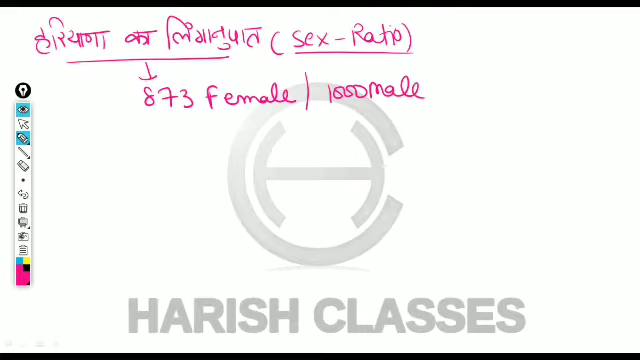 हरियाणा का लिंगानुपात (Sex-Ratio)
↓
873 Female | 1000 male
HARISH CLASSES